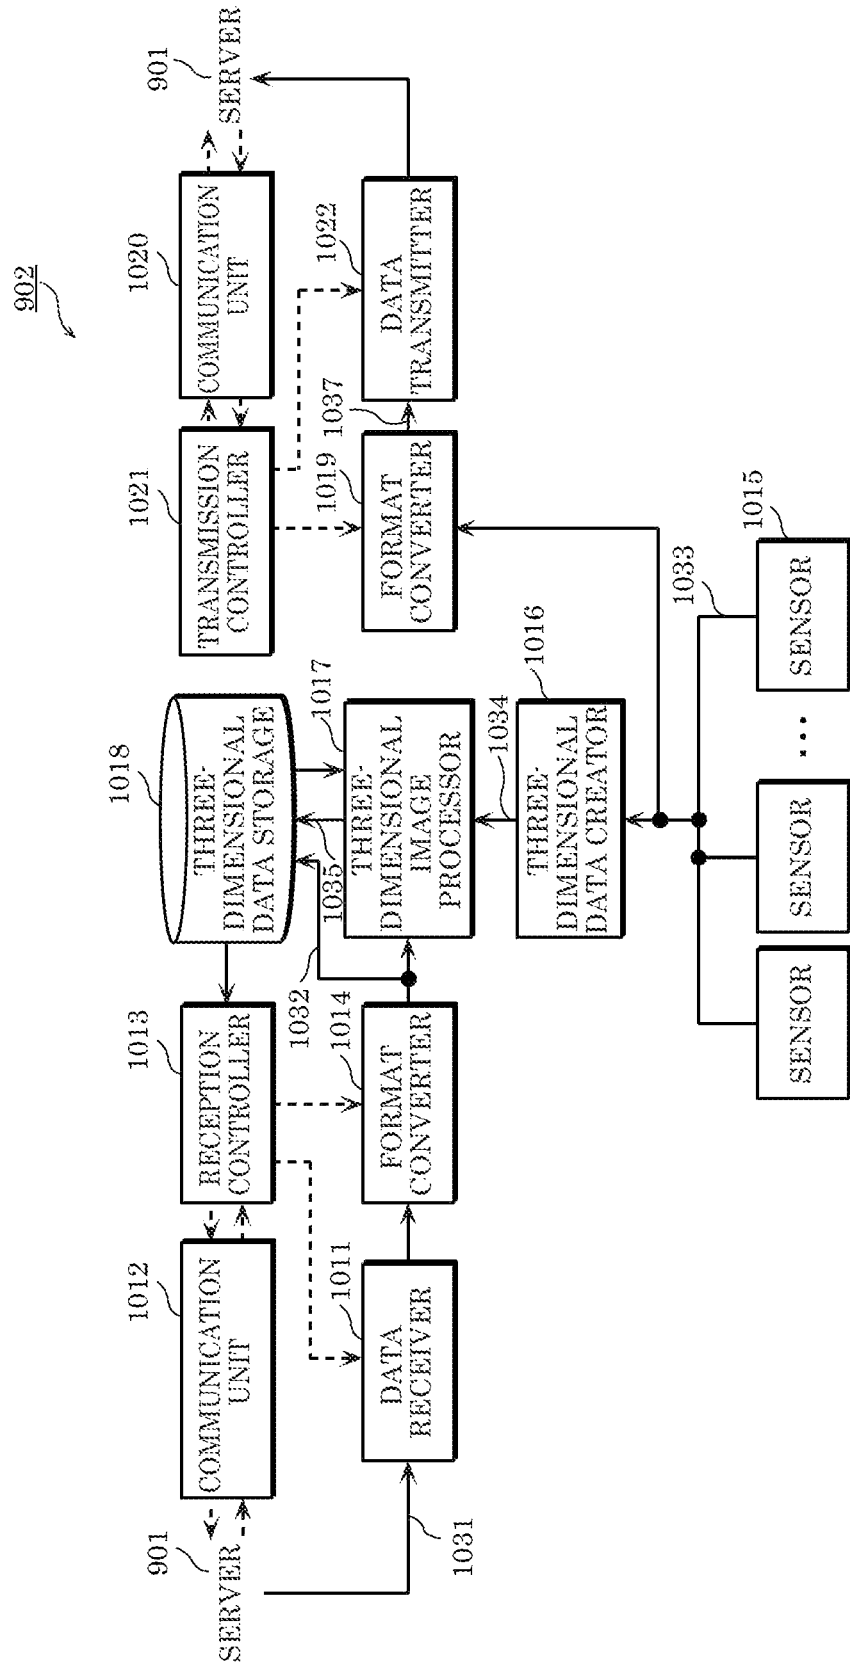 902
901
SERVER
1012
COMMUNICATION
UNIT
1013
RECEPTION
CONTROLLER
1018
THREE-
DIMENSIONAL
DATA STORAGE
1021
TRANSMISSION
CONTROLLER
1020
COMMUNICATION
UNIT
901
SERVER
1031
1011
DATA
RECEIVER
1014
FORMAT
CONVERTER
1032
1035
1017
THREE-
DIMENSIONAL
IMAGE
PROCESSOR
1019
FORMAT
CONVERTER
1037
1022
DATA
TRANSMITTER
1034
1016
THREE-
DIMENSIONAL
DATA CREATOR
1033
SENSOR
SENSOR
...
1015
SENSOR